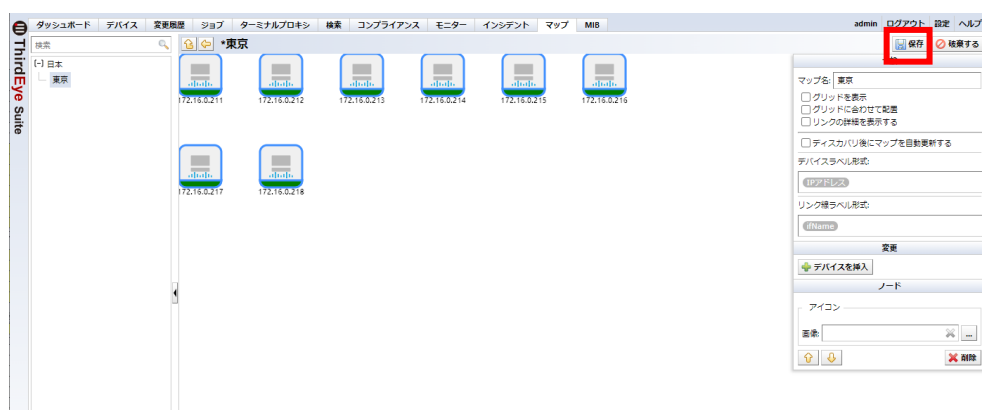 ダッシュボード デバイス 変更履歴 ジョブ ターミナルプロキシ 検索 コンプライアンス モニター インシデント マップ MIB admin ログアウト 設定 ヘルプ
ThirdEye Suite
検索
*東京
保存 破棄する
[-] 日本
東京
172.16.0.211 172.16.0.212 172.16.0.213 172.16.0.214 172.16.0.215 172.16.0.216
172.16.0.217 172.16.0.218
マップ名: 東京
グリッドを表示
グリッドに合わせて配置
リンクの詳細を表示する
ディスカバリ後にマップを自動更新する
デバイスラベル形式:
IPアドレス
リンク線ラベル形式:
ifName
変更
デバイスを挿入
ノード
アイコン
画像: ...
削除